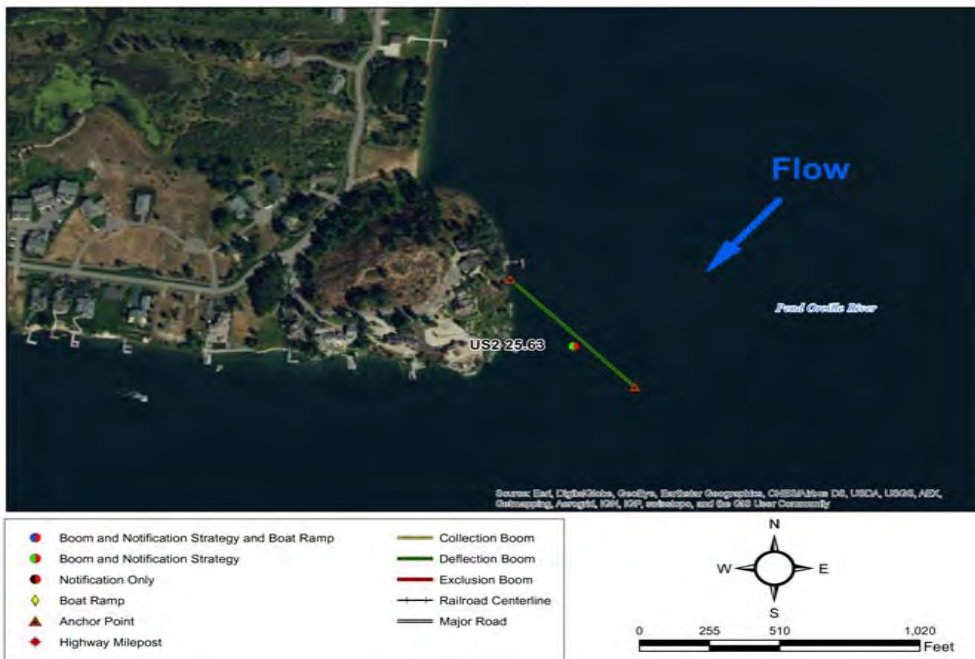 Flow
Pend Oreille River
US2 25.63
Source: Esri, DigitalGlobe, GeoEye, Earthstar Geographics, CNES/Airbus DS, USDA, USGS, AEX,
Getmapping, Aerogrid, IGN, IGP, swisstopo, and the GIS User Community
Boom and Notification Strategy and Boat Ramp
Boom and Notification Strategy
Notification Only
Boat Ramp
Anchor Point
Highway Milepost
Collection Boom
Deflection Boom
Exclusion Boom
Railroad Centerline
Major Road
N
W E
S
0 255 510 1,020
Feet